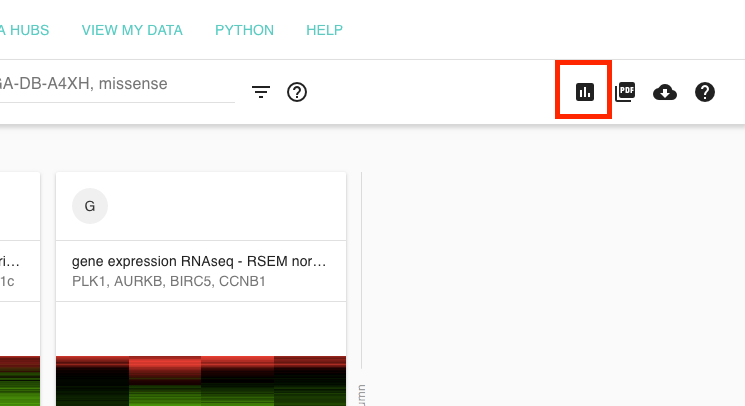 A HUBS VIEW MY DATA PYTHON HELP
GA-DB-A4XH, missense
PDF
G
ri... gene expression RNAseq - RSEM nor...
1c PLK1, AURKB, BIRC5, CCNB1
umn